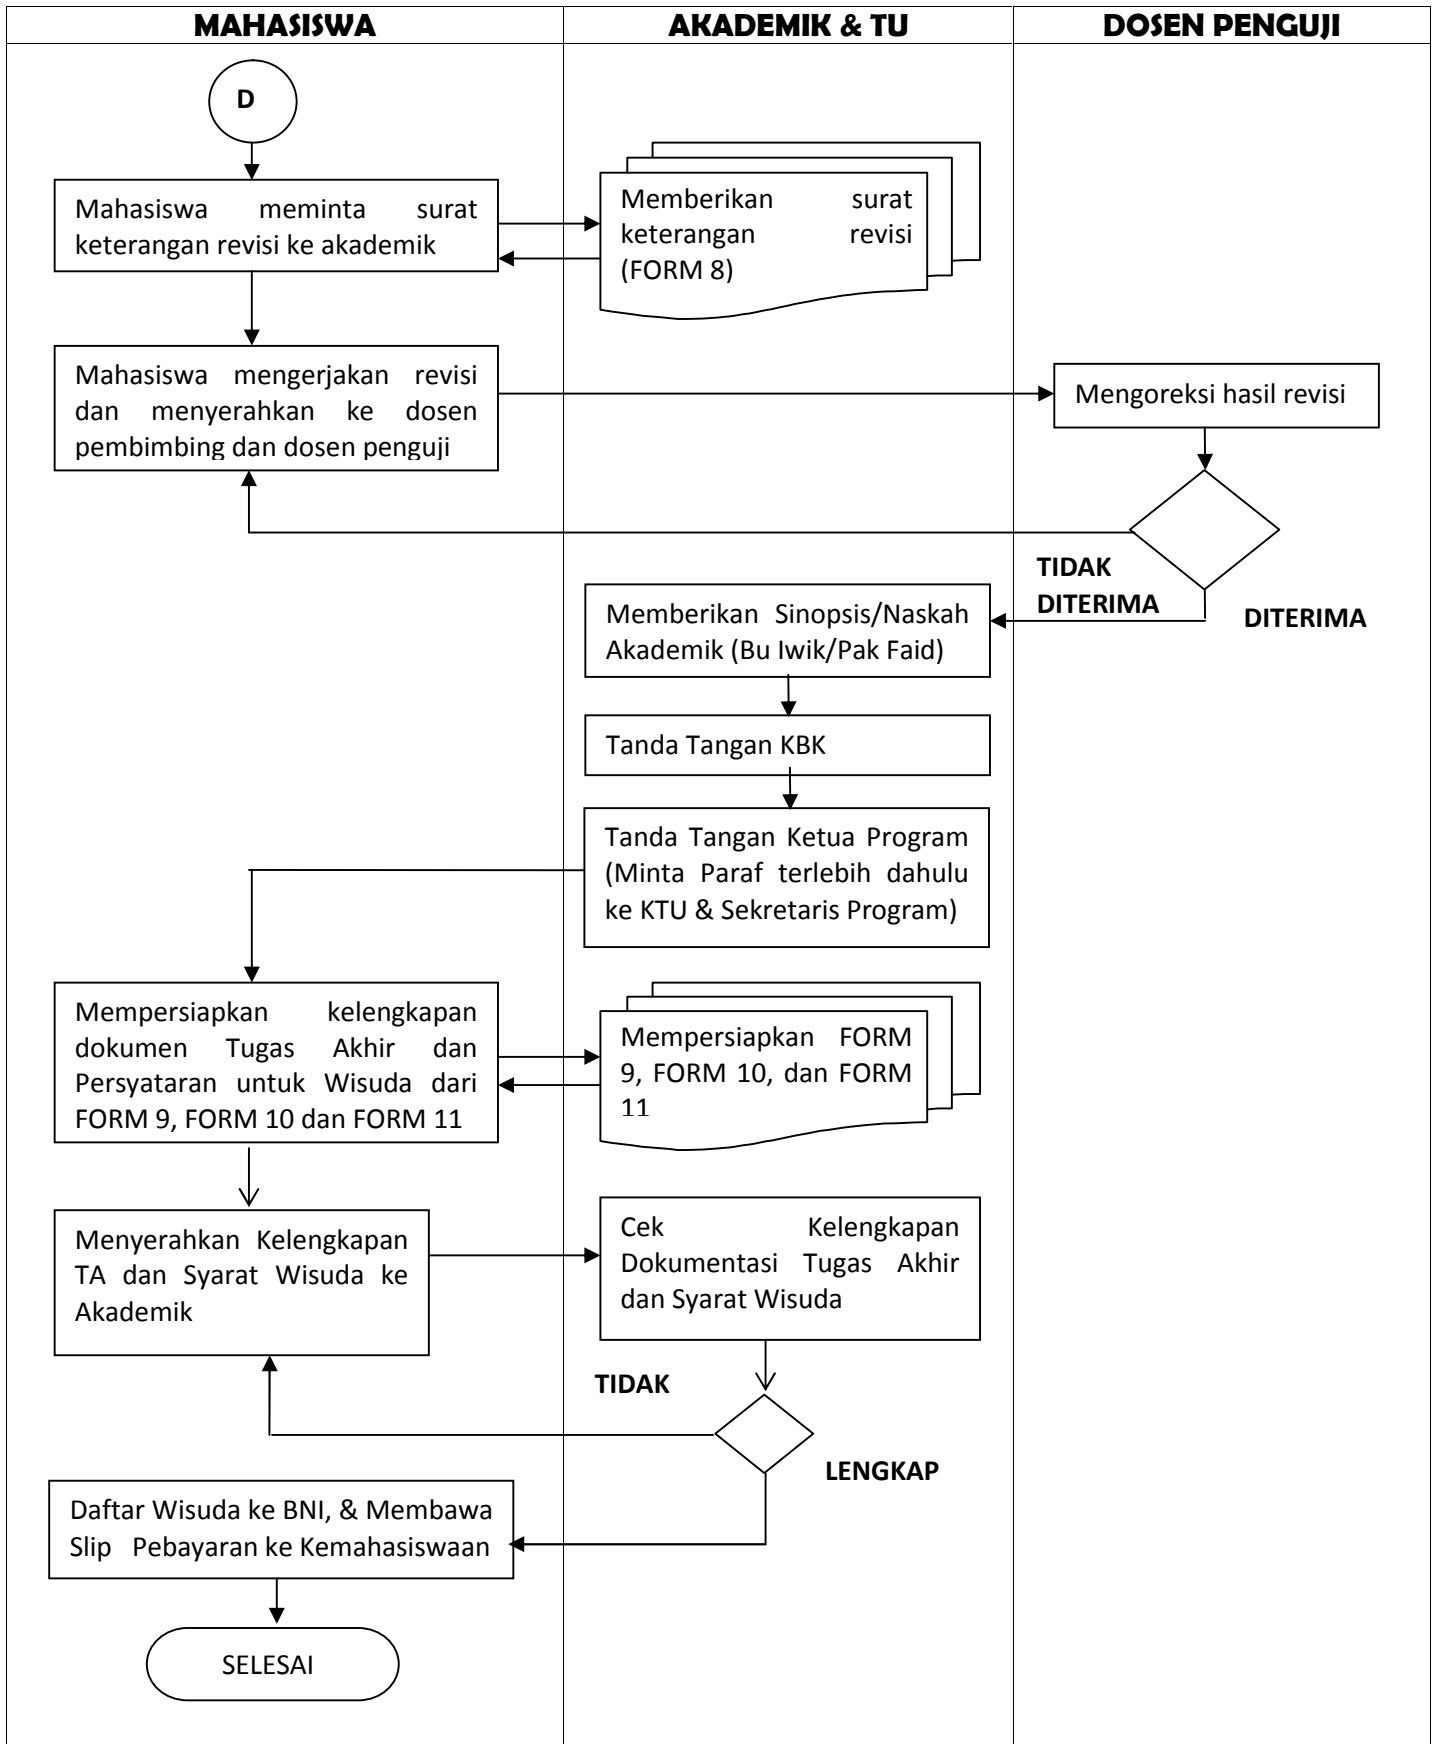 MAHASISWA
AKADEMIK & TU
DOSEN PENGUJI
D
Mahasiswa meminta surat
keterangan revisi ke akademik
Memberikan surat
keterangan revisi
(FORM 8)
Mahasiswa mengerjakan revisi
dan menyerahkan ke dosen
pembimbing dan dosen penguji
Mengoreksi hasil revisi
TIDAK
DITERIMA
DITERIMA
Memberikan Sinopsis/Naskah
Akademik (Bu Iwik/Pak Faid)
Tanda Tangan KBK
Tanda Tangan Ketua Program
(Minta Paraf terlebih dahulu
ke KTU & Sekretaris Program)
Mempersiapkan kelengkapan
dokumen Tugas Akhir dan
Persyataran untuk Wisuda dari
FORM 9, FORM 10 dan FORM 11
Mempersiapkan FORM
9, FORM 10, dan FORM
11
Menyerahkan Kelengkapan
TA dan Syarat Wisuda ke
Akademik
Cek Kelengkapan
Dokumentasi Tugas Akhir
dan Syarat Wisuda
TIDAK
LENGKAP
Daftar Wisuda ke BNI, & Membawa
Slip Pebayaran ke Kemahasiswaan
SELESAI